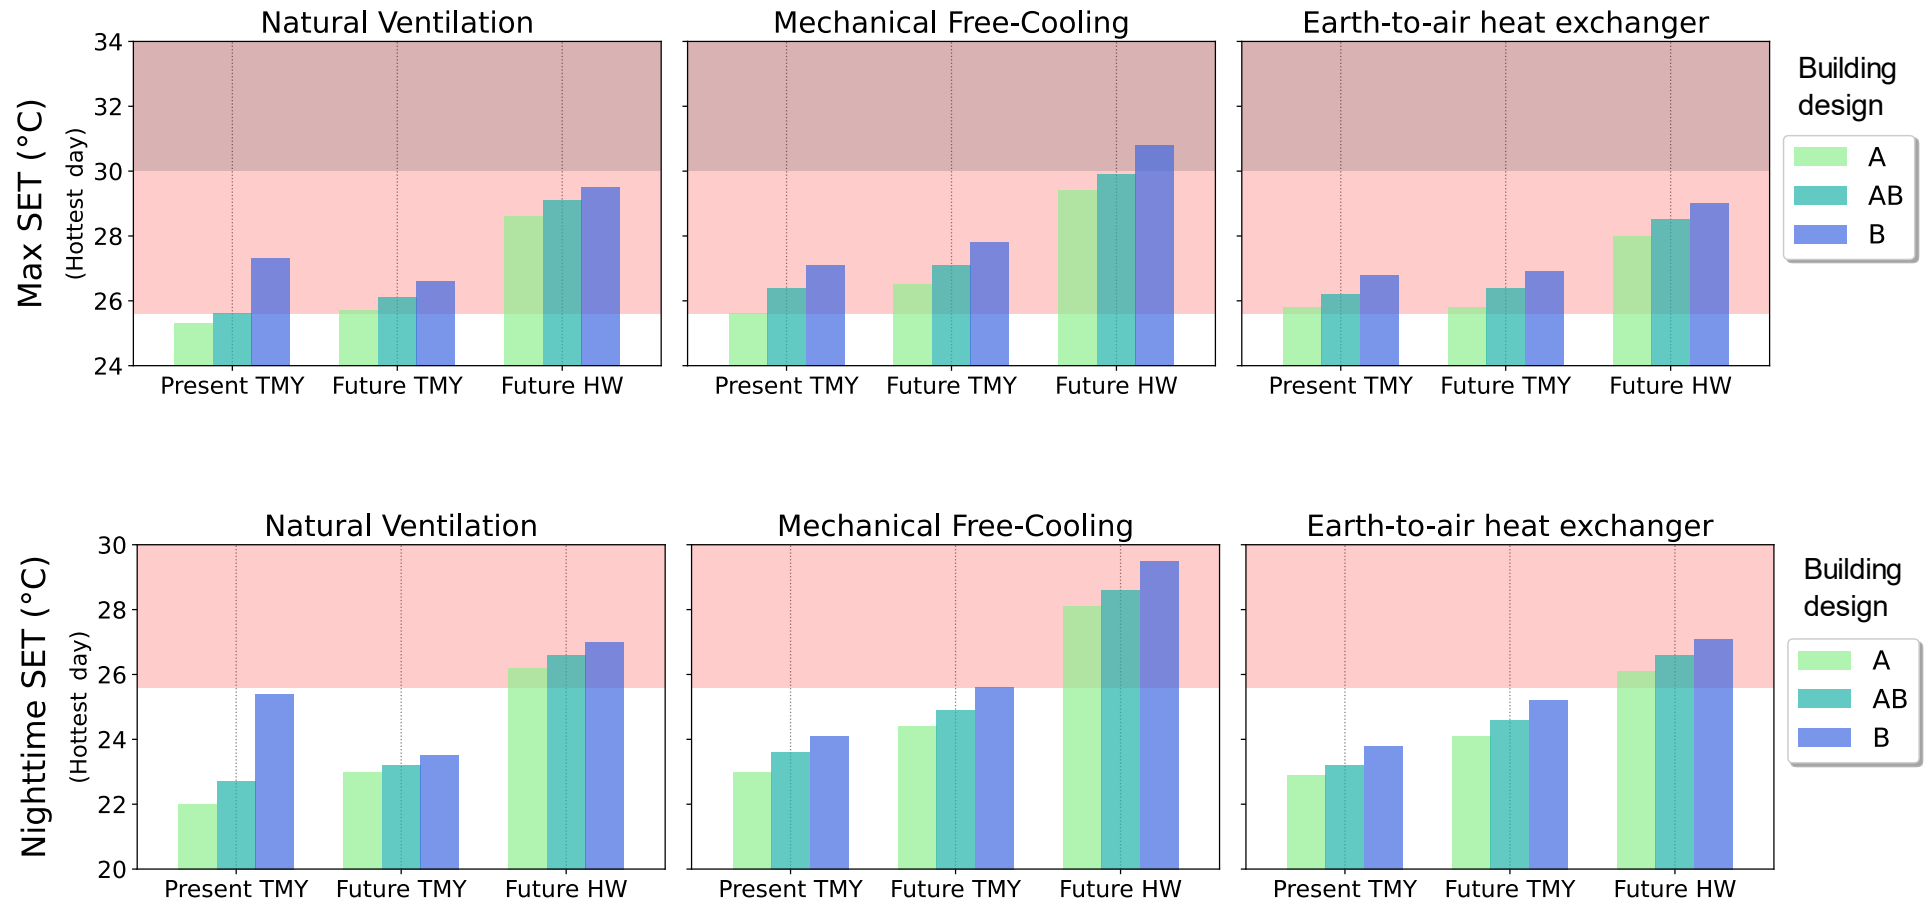 Natural Ventilation
Mechanical Free-Cooling
Earth-to-air heat exchanger
Max SET (°C)
(Hottest day)
34
32
30
28
26
24
Present TMY Future TMY Future HW
Present TMY Future TMY Future HW
Present TMY Future TMY Future HW
Building
design
A
AB
B
Natural Ventilation
Mechanical Free-Cooling
Earth-to-air heat exchanger
Nighttime SET (°C)
(Hottest day)
30
28
26
24
22
20
Present TMY Future TMY Future HW
Present TMY Future TMY Future HW
Present TMY Future TMY Future HW
Building
design
A
AB
B